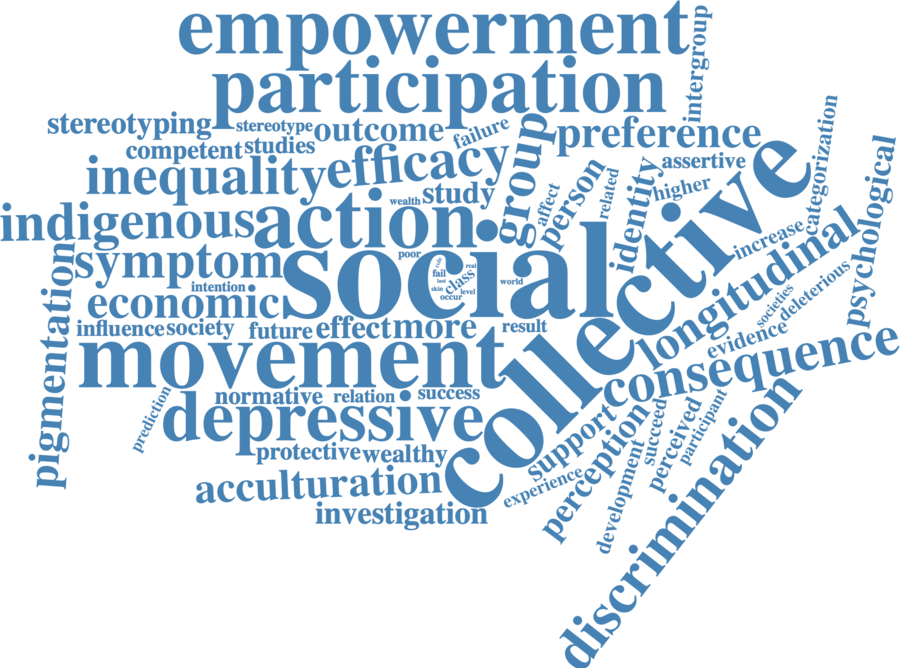 empowerment
participation
intergroup
stereotyping
stereotype
outcome
failure
preference
competent
studies
efficacy
group
assertive
categorization
inequality
wealth
study
affect
person
related
identity
higher
collective
psychological
indigenous
action
symptom
poor
social
role
real
fail
lost
class
skin
level
occur
world
increase
longitudinal
intention
economic
societies
deleterious
pigmentation
influence
society
future
effect
more
result
evidence
movement
consequence
normative
relation
success
prediction
depressive
support
perception
succeed
perceived
participant
discrimination
protective
wealthy
acculturation
experience
development
investigation